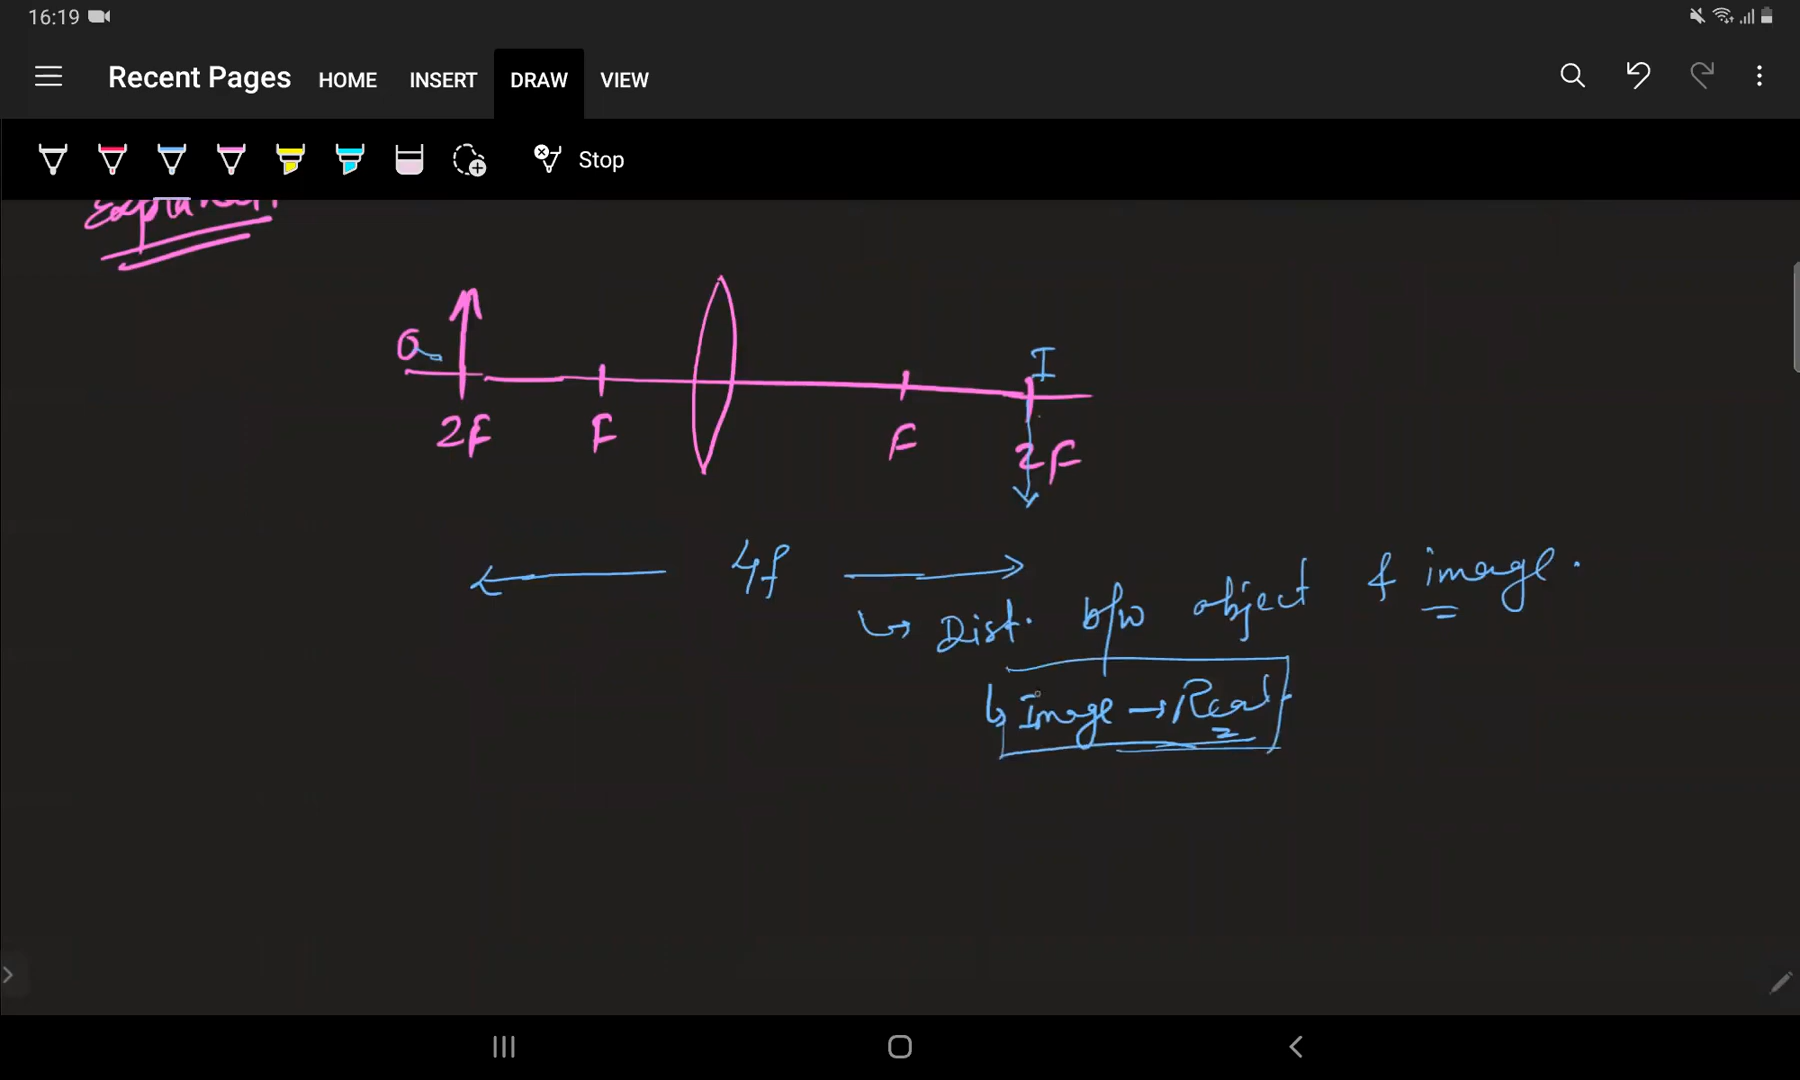 16:19
Recent Pages HOME INSERT DRAW VIEW
Stop
O I
2F F F 2F
4f
Dist. b/w object & image.
Image → Real